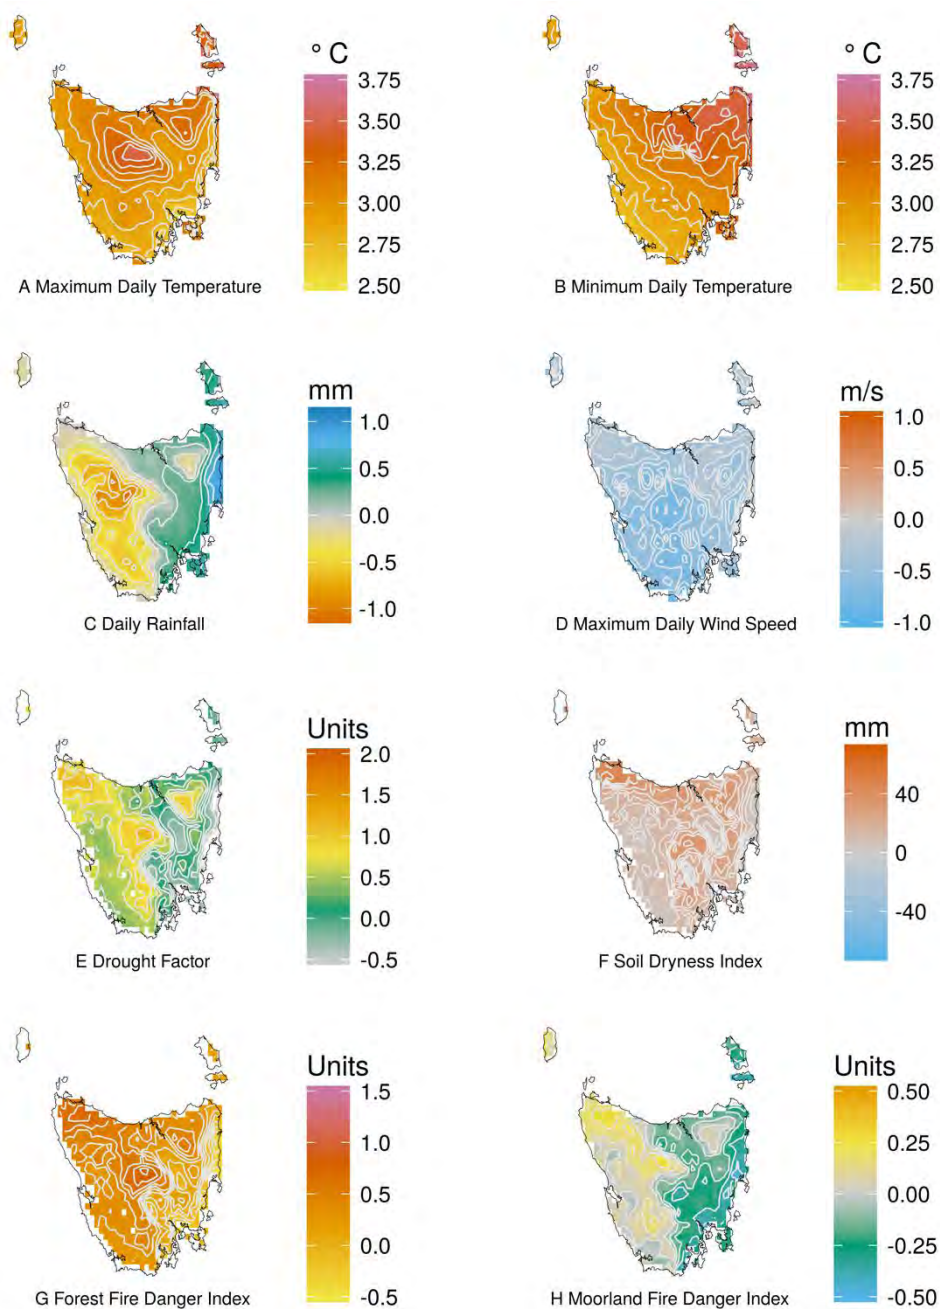 ° C
3.75
3.50
3.25
3.00
2.75
2.50
A Maximum Daily Temperature
° C
3.75
3.50
3.25
3.00
2.75
2.50
B Minimum Daily Temperature
mm
1.0
0.5
0.0
-0.5
-1.0
C Daily Rainfall
m/s
1.0
0.5
0.0
-0.5
-1.0
D Maximum Daily Wind Speed
Units
2.0
1.5
1.0
0.5
0.0
-0.5
E Drought Factor
mm
40
0
-40
F Soil Dryness Index
Units
1.5
1.0
0.5
0.0
-0.5
G Forest Fire Danger Index
Units
0.50
0.25
0.00
-0.25
-0.50
H Moorland Fire Danger Index